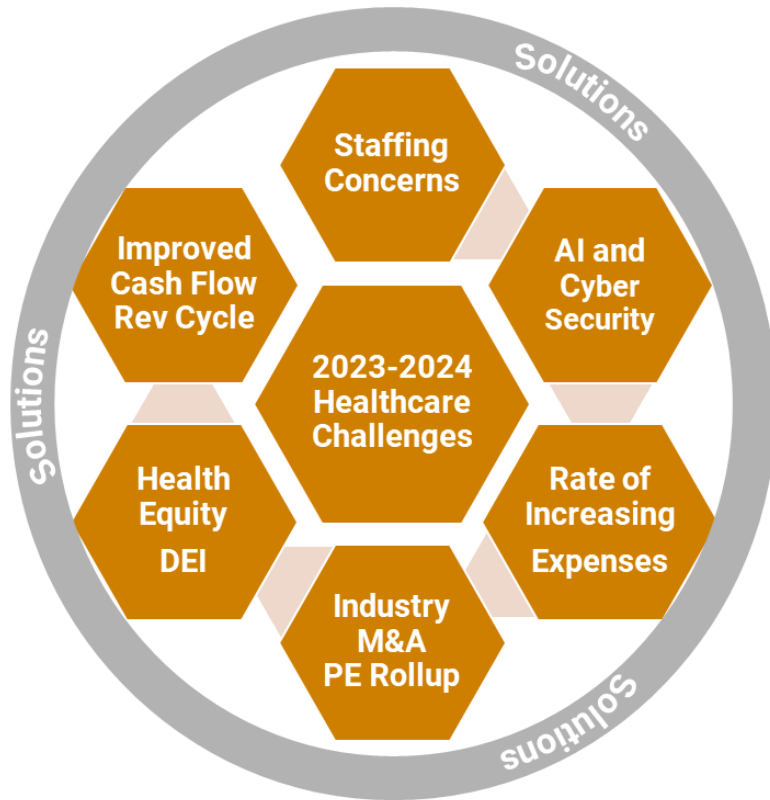 Solutions
Staffing
Concerns
Improved
Cash Flow
Rev Cycle
AI and
Cyber
Security
2023-2024
Healthcare
Challenges
Solutions
Health
Equity
DEI
Rate of
Increasing
Expenses
Industry
M&A
PE Rollup
Solutions